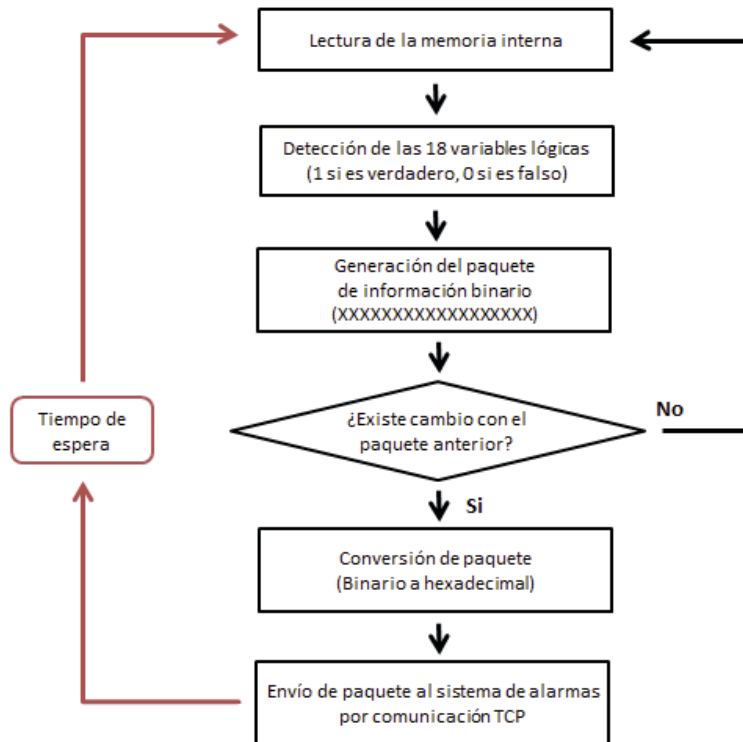 Lectura de la memoria interna
Detección de las 18 variables lógicas
(1 si es verdadero, 0 si es falso)
Generación del paquete
de información binario
(XXXXXXXXXXXXXXXXXX)
¿Existe cambio con el
paquete anterior?
No
Tiempo de
espera
Si
Conversión de paquete
(Binario a hexadecimal)
Envío de paquete al sistema de alarmas
por comunicación TCP